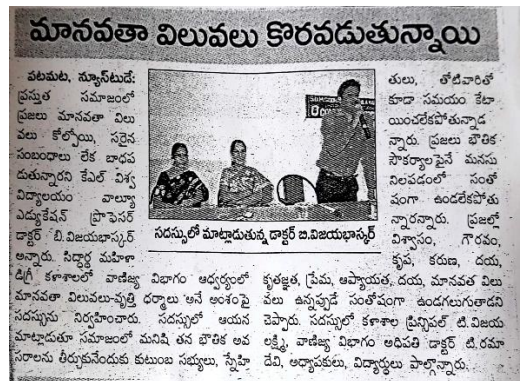 మానవతా విలువలు కొరవడుతున్నాయి
పటమట, న్యూస్‌టుడే:
ప్రస్తుత సమాజంలో
ప్రజలు మానవతా విలు
వలు కోల్పోయి, సరైన
సంబంధాలు లేక బాధప
డుతున్నారని కేఎల్ విశ్వ
విద్యాలయం వాల్యూ
ఎడ్యుకేషన్ ప్రొఫెసర్
డాక్టర్ బి.విజయభాస్కర్
అన్నారు. సిద్ధార్థ మహిళా
డిగ్రీ కళాశాలలో వాణిజ్య విభాగం ఆధ్వర్యంలో
మానవతా విలువలు-వృత్తి ధర్మాలు అనే అంశంపై
సదస్సును నిర్వహించారు. సదస్సులో ఆయన
మాట్లాడుతూ సమాజంలో మనిషి తన భౌతిక అవ
సరాలను తీర్చుకునేందుకు కుటుంబ సభ్యులు, స్నేహి
సదస్సులో మాట్లాడుతున్న డాక్టర్ బి.విజయభాస్కర్
తులు, తోటివారితో
కూడా సమయం కేటా
యించలేకపోతున్నాడ
న్నారు. ప్రజలు భౌతిక
సౌకర్యాలపైనే మనసు
నిలపడంలో సంతో
షంగా ఉండలేకపోతు
న్నారన్నారు. ప్రజల్లో
విశ్వాసం, గౌరవం,
కృప, కరుణ, దయ,
కృతజ్ఞత, ప్రేమ, ఆప్యాయత, దయ, మానవత విలు
వలు ఉన్నప్పుడే సంతోషంగా ఉండగలుగుతాడని
చెప్పారు. సదస్సులో కళాశాల ప్రిన్సిపల్ టి.విజయ
లక్ష్మి, వాణిజ్య విభాగం అధిపతి డాక్టర్ టి.రమా
దేవి, అధ్యాపకులు, విద్యార్థులు పాల్గొన్నారు.